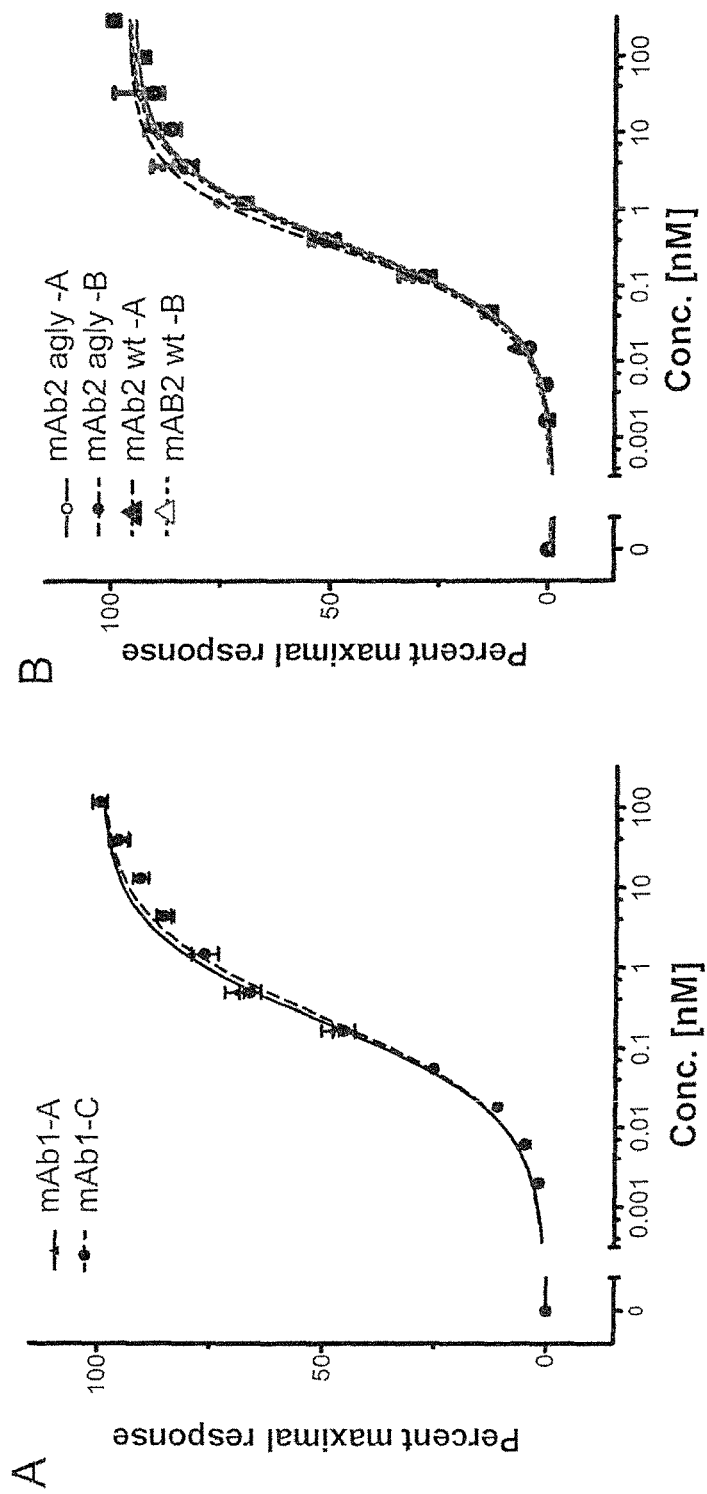 A
mAb1-A
mAb1-C
Percent maximal response
100
50
0
0
0.001
0.01
0.1
1
10
100
Conc. [nM]
B
mAb2 agly -A
mAb2 agly -B
mAb2 wt -A
mAB2 wt -B
Percent maximal response
100
50
0
0
0.001
0.01
0.1
1
10
100
Conc. [nM]